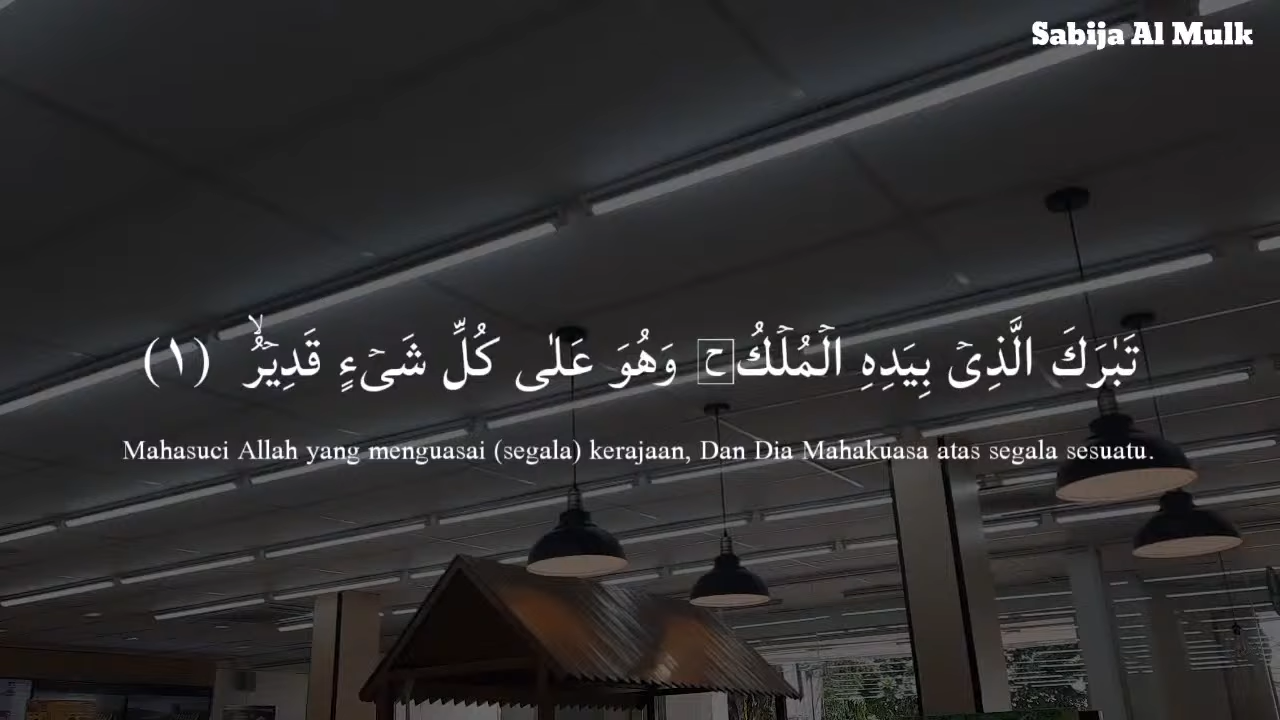 Sabija Al Mulk
تَبٰرَكَ الَّذِيْ بِيَدِهِ الْمُلْكُۖ وَهُوَ عَلٰى كُلِّ شَيْءٍ قَدِيْرٌۙ (١)
Mahasuci Allah yang menguasai (segala) kerajaan, Dan Dia Mahakuasa atas segala sesuatu.